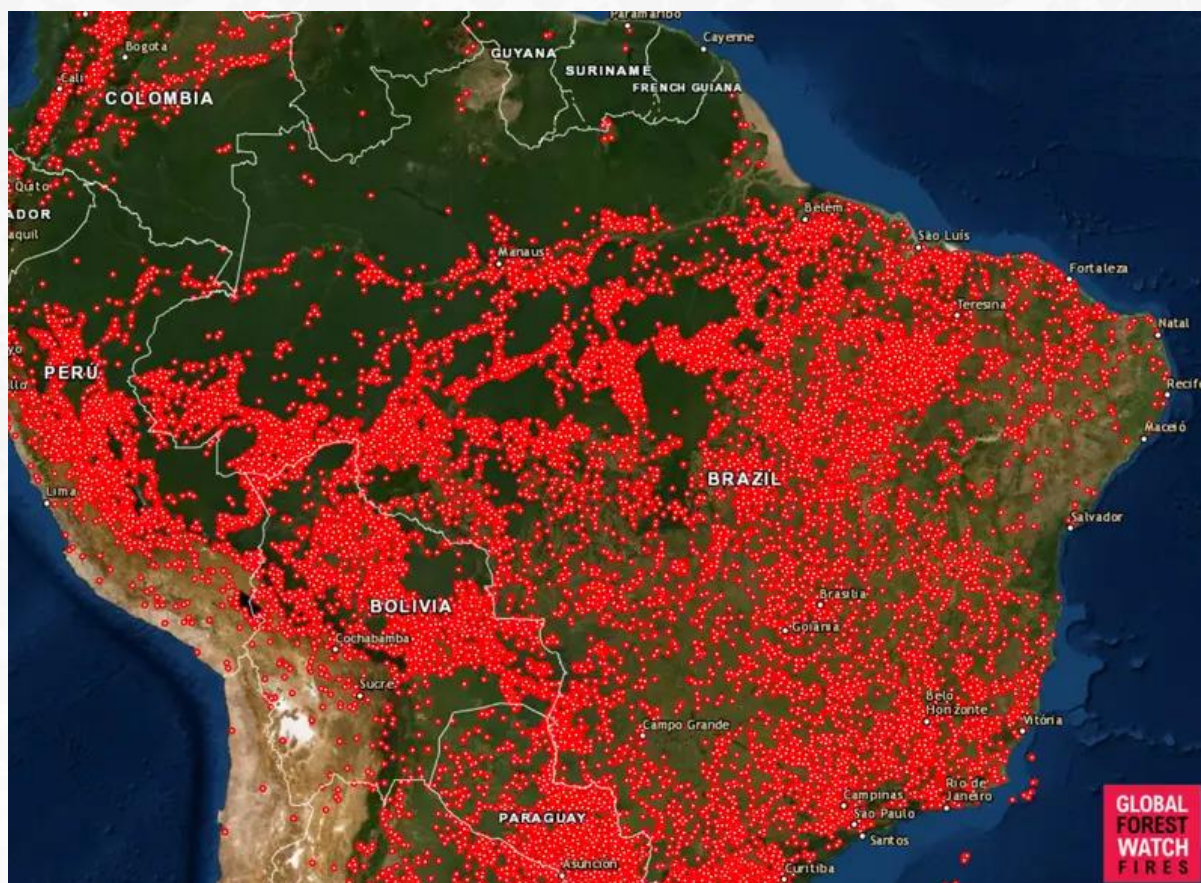 Paramaribo
Cayenne
Bogota
GUYANA
SURINAME
FRENCH GUIANA
Cali
COLOMBIA
Quito
ADOR
aquil
Belém
São Luís
Manaus
Fortaleza
Teresina
Natal
PERÚ
Recife
Maceió
BRAZIL
Lima
Salvador
BOLIVIA
Brasília
Goiânia
Cochabamba
Sucre
Belo
Horizonte
Campo Grande
Vitória
Rio de
Janeiro
Campinas
PARAGUAY
São Paulo
Santos
Asunción
Curitiba
GLOBAL
FOREST
WATCH
FIRES